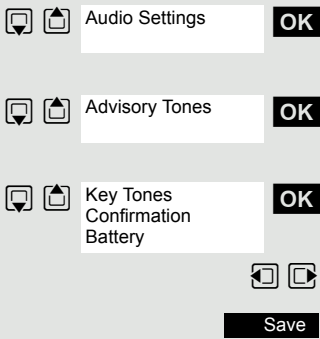 Audio Settings OK
Advisory Tones OK
Key Tones OK
Confirmation
Battery
Save